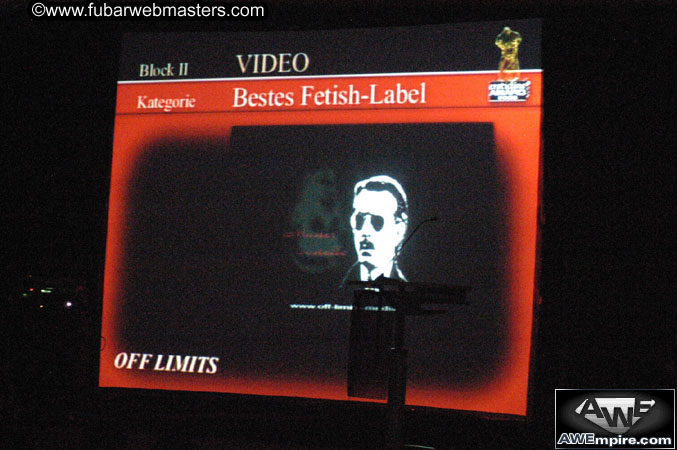 ©www.fubarwebmasters.com
Block II VIDEO
Kategorie Bestes Fetish-Label
OFF LIMITS
AWE
AWEmpire.com